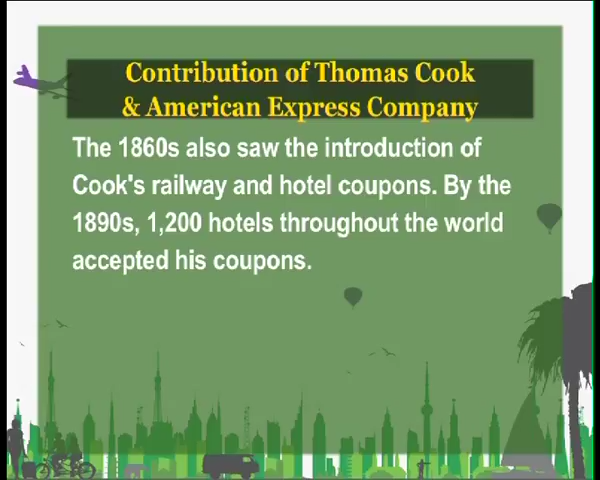 Contribution of Thomas Cook
& American Express Company
The 1860s also saw the introduction of
Cook's railway and hotel coupons. By the
1890s, 1,200 hotels throughout the world
accepted his coupons.